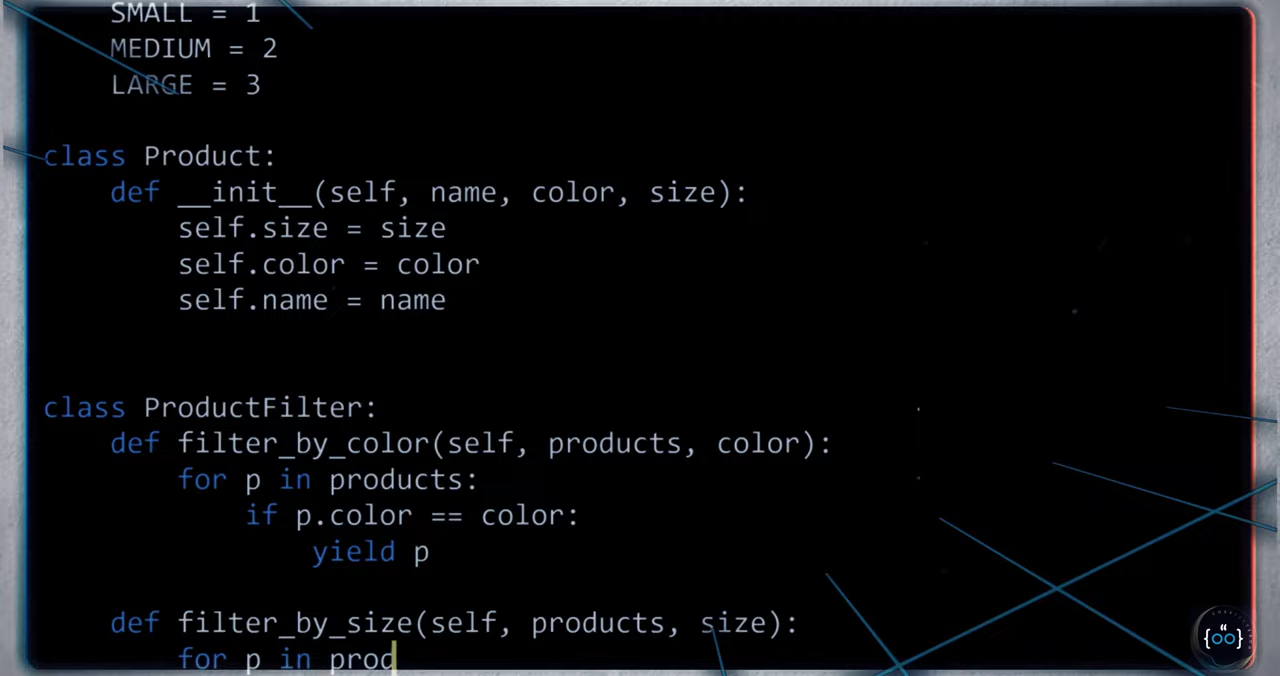 SMALL = 1
MEDIUM = 2
LARGE = 3
class Product:
def __init__(self, name, color, size):
self.size = size
self.color = color
self.name = name
class ProductFilter:
def filter_by_color(self, products, color):
for p in products:
if p.color == color:
yield p
def filter_by_size(self, products, size):
for p in prod